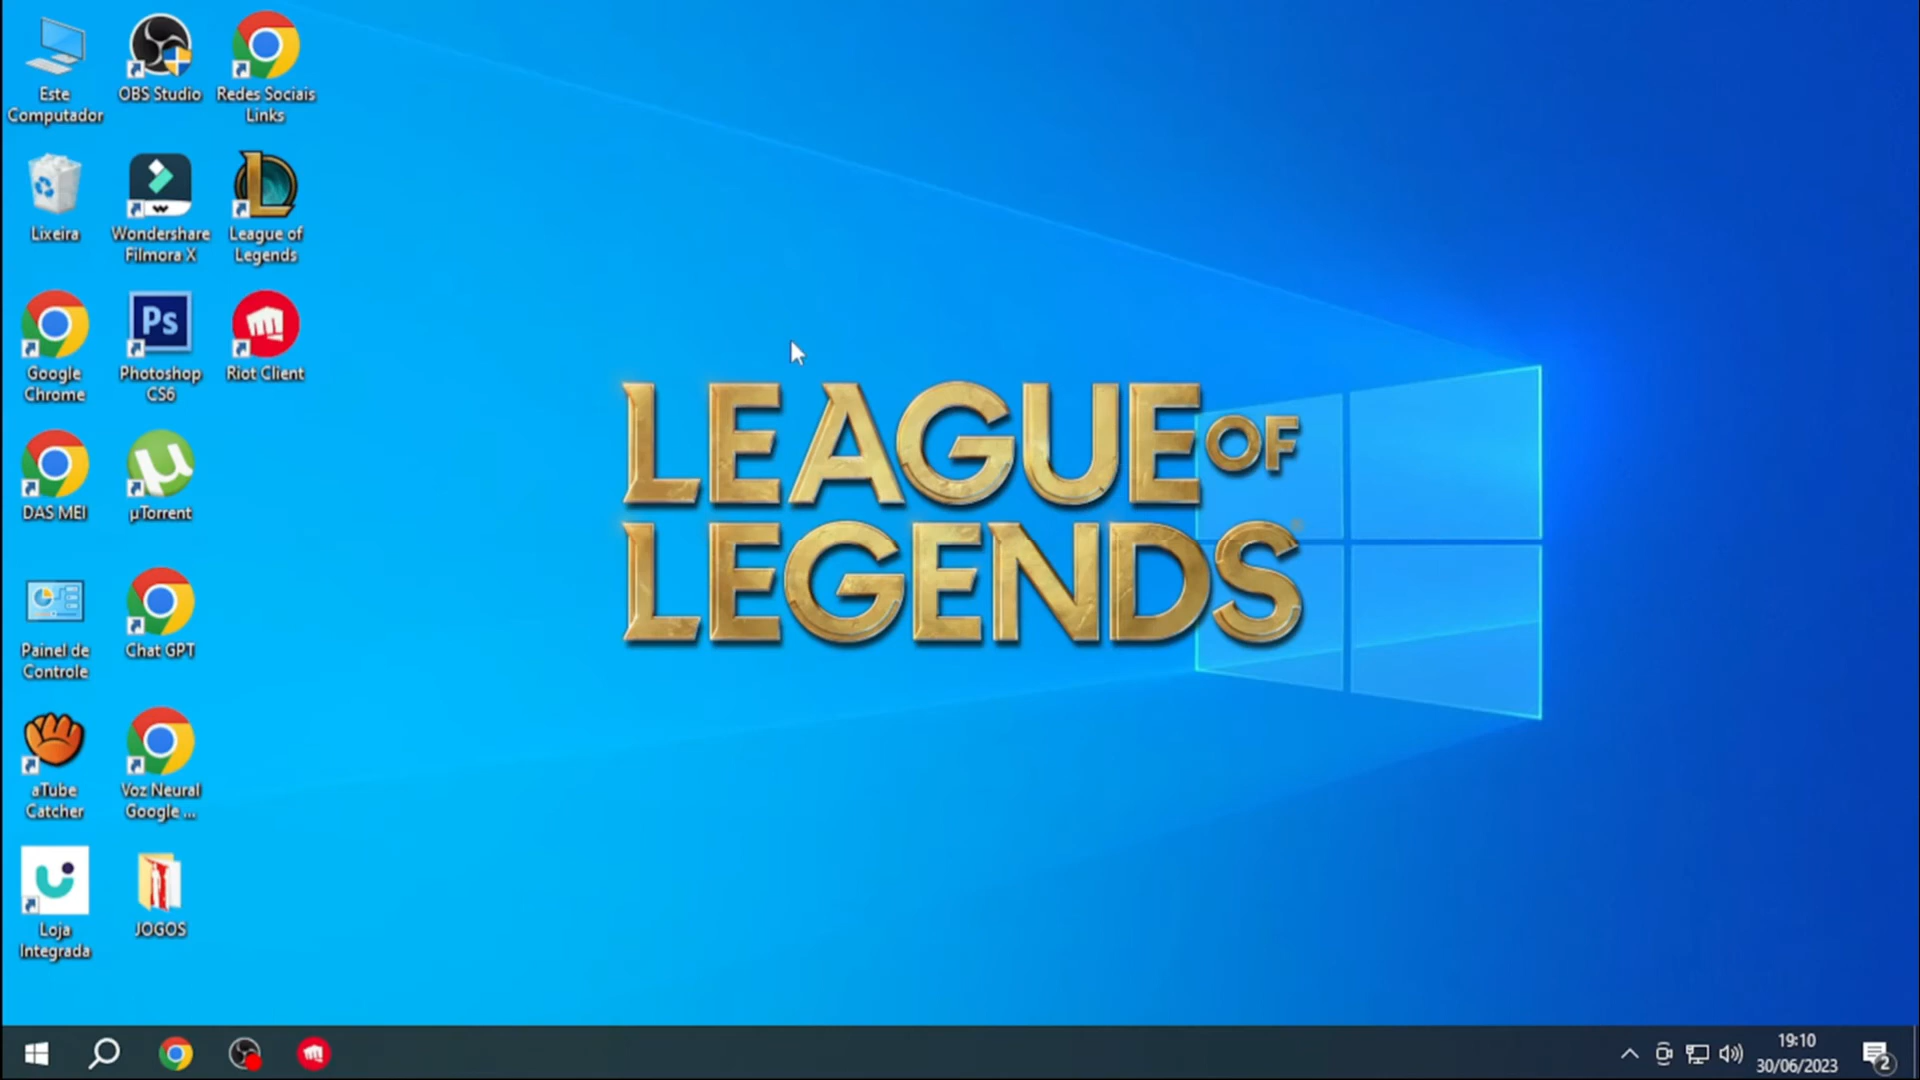 Este
Computador
OBS Studio
Redes Sociais
Links
Lixeira
Wondershare
Filmora X
League of
Legends
Google
Chrome
Ps
Photoshop
CS6
Riot Client
DAS MEI
µTorrent
Painel de
Controle
Chat GPT
aTube
Catcher
Voz Neural
Google ...
Loja
Integrada
JOGOS
LEAGUE OF
LEGENDS
19:10
30/06/2023
2